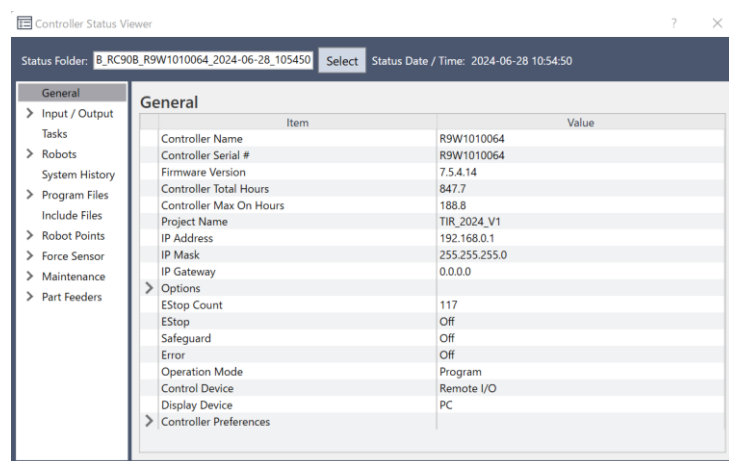 Controller Status Viewer ? ×
Status Folder: B_RC90B_R9W1010064_2024-06-28_105450 Select Status Date / Time: 2024-06-28 10:54:50
General
Input / Output
Tasks
Robots
System History
Program Files
Include Files
Robot Points
Force Sensor
Maintenance
Part Feeders
General
Item Value
Controller Name R9W1010064
Controller Serial # R9W1010064
Firmware Version 7.5.4.14
Controller Total Hours 847.7
Controller Max On Hours 188.8
Project Name TIR_2024_V1
IP Address 192.168.0.1
IP Mask 255.255.255.0
IP Gateway 0.0.0.0
Options
EStop Count 117
EStop Off
Safeguard Off
Error Off
Operation Mode Program
Control Device Remote I/O
Display Device PC
Controller Preferences